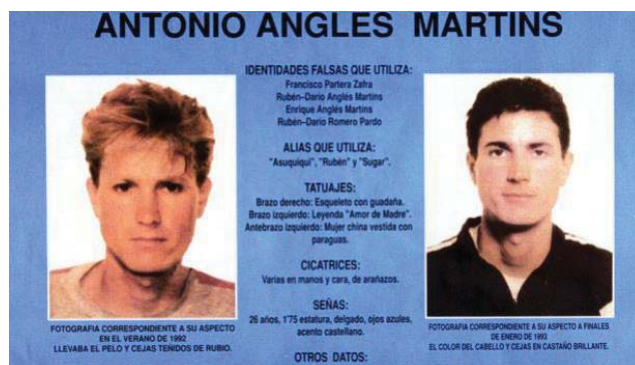 ANTONIO ANGLES MARTINS
IDENTIDADES FALSAS QUE UTILIZA:
Francisco Partera Zafra
Rubén-Dario Anglés Martins
Enrique Anglés Martins
Rubén-Dario Romero Pardo
ALIAS QUE UTILIZA:
"Asuquiqui", "Rubén" y "Sugar".
TATUAJES:
Brazo derecho: Esqueleto con guadaña.
Brazo izquierdo: Leyenda "Amor de Madre".
Antebrazo izquierdo: Mujer china vestida con
paraguas.
CICATRICES:
Varias en manos y cara, de arañazos.
SEÑAS:
26 años, 1'75 estatura, delgado, ojos azules,
acento castellano.
OTROS DATOS:
FOTOGRAFIA CORRESPONDIENTE A SU ASPECTO
EN EL VERANO DE 1992
LLEVABA EL PELO Y CEJAS TEÑIDOS DE RUBIO.
FOTOGRAFIA CORRESPONDIENTE A SU ASPECTO A FINALES
DE ENERO DE 1993
EL COLOR DEL CABELLO Y CEJAS EN CASTAÑO BRILLANTE.